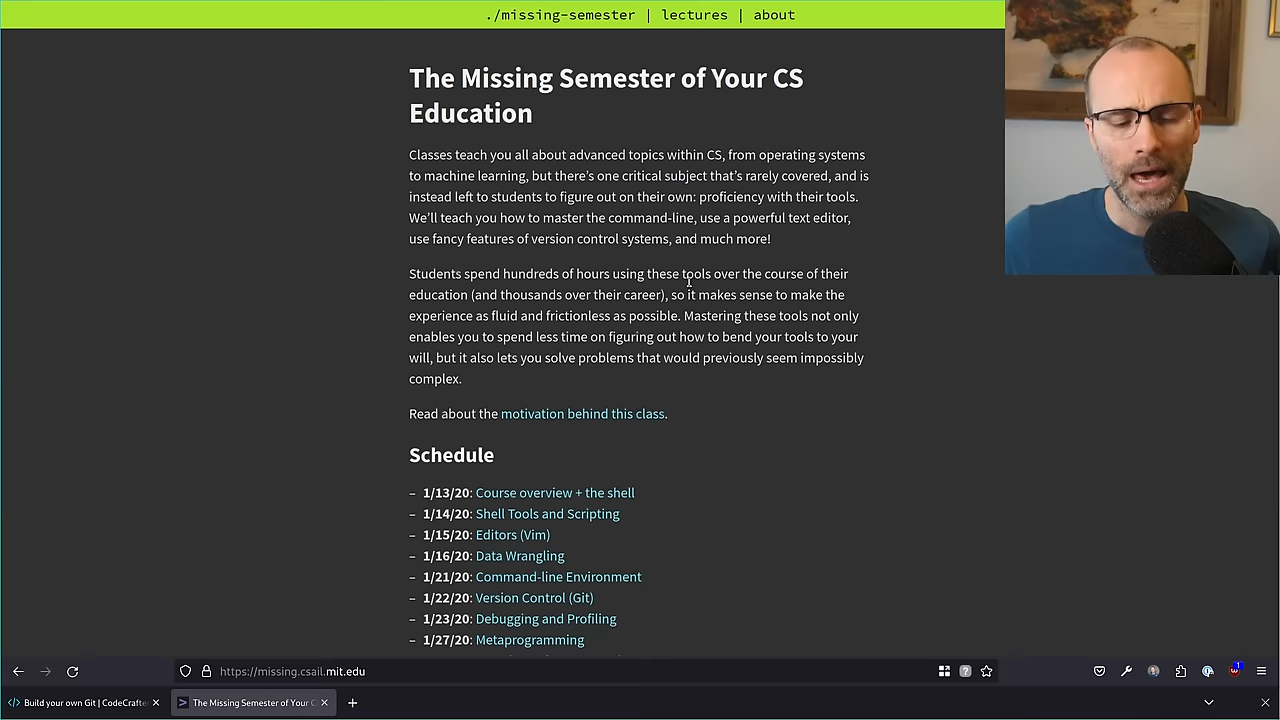 ./missing-semester | lectures | about
The Missing Semester of Your CS
Education
Classes teach you all about advanced topics within CS, from operating systems
to machine learning, but there’s one critical subject that’s rarely covered, and is
instead left to students to figure out on their own: proficiency with their tools.
We’ll teach you how to master the command-line, use a powerful text editor,
use fancy features of version control systems, and much more!
Students spend hundreds of hours using these tools over the course of their
education (and thousands over their career), so it makes sense to make the
experience as fluid and frictionless as possible. Mastering these tools not only
enables you to spend less time on figuring out how to bend your tools to your
will, but it also lets you solve problems that would previously seem impossibly
complex.
Read about the motivation behind this class.
Schedule
– 1/13/20: Course overview + the shell
– 1/14/20: Shell Tools and Scripting
– 1/15/20: Editors (Vim)
– 1/16/20: Data Wrangling
– 1/21/20: Command-line Environment
– 1/22/20: Version Control (Git)
– 1/23/20: Debugging and Profiling
– 1/27/20: Metaprogramming
https://missing.csail.mit.edu
1
Build your own Git | CodeCrafte
The Missing Semester of Your C